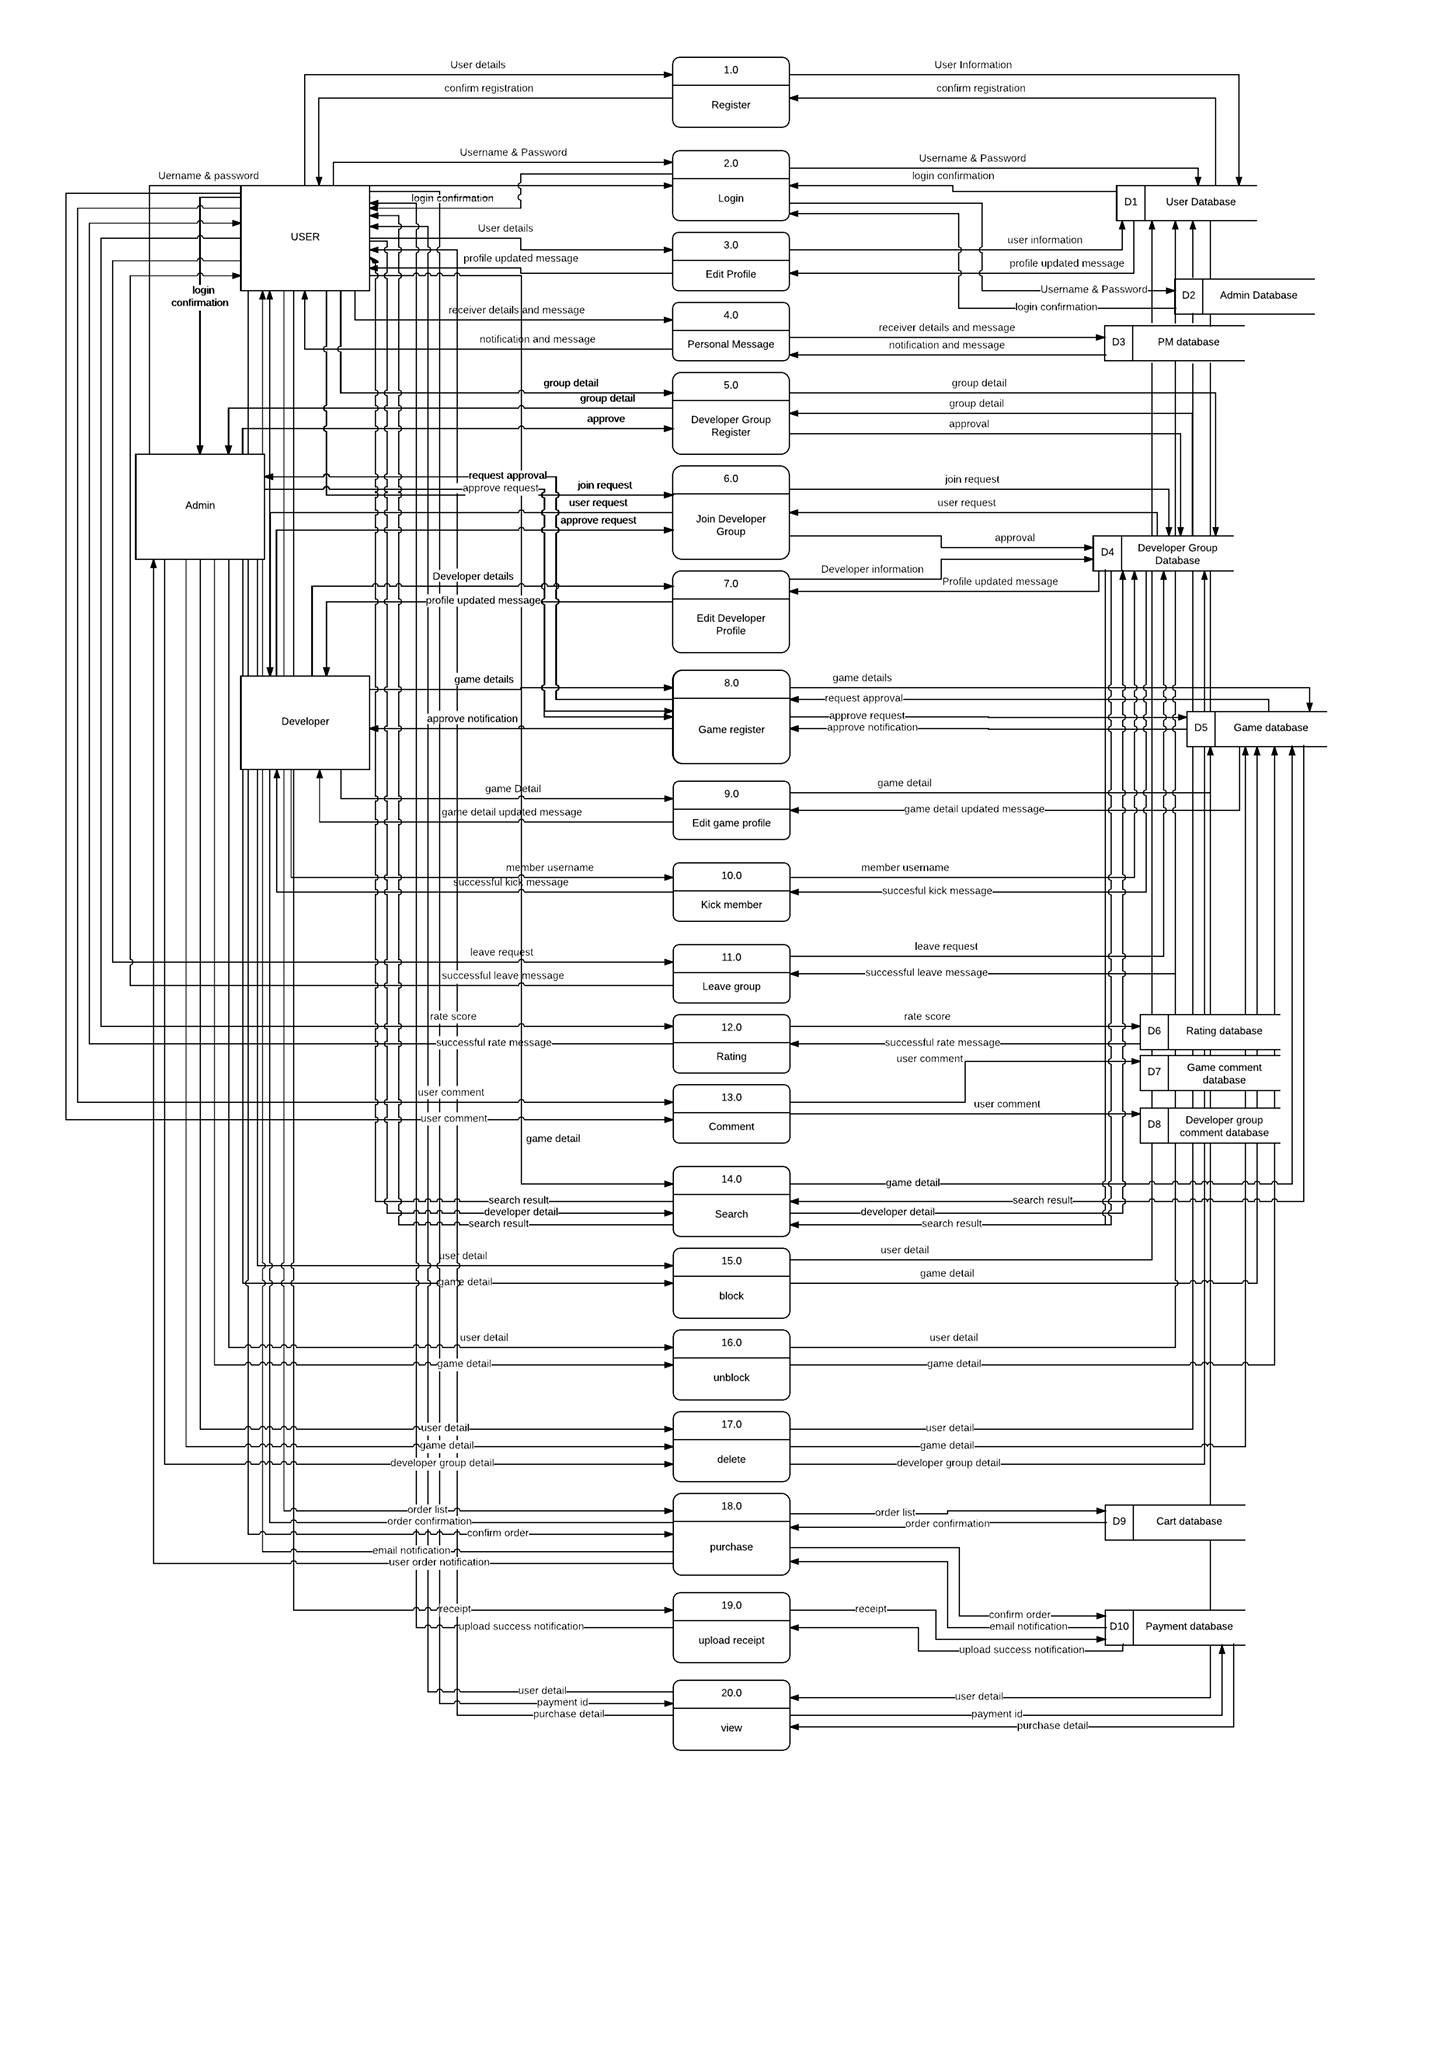 User details
1.0
User Information
confirm registration
Register
confirm registration
Username & Password
2.0
Username & Password
Uername & password
login confirmation
login confirmation
Login
D1
User Database
USER
User details
3.0
user information
profile updated message
Edit Profile
profile updated message
login
confirmation
Username & Password
D2
Admin Database
login confirmation
receiver details and message
4.0
receiver details and message
notification and message
Personal Message
notification and message
D3
PM database
group detail
5.0
group detail
group detail
group detail
approve
Developer Group
Register
approval
request approval
6.0
join request
approve request
join request
user request
user request
Admin
approve request
Join Developer
Group
approval
D4
Developer Group
Database
Developer details
7.0
Developer information
Profile updated message
profile updated message
Edit Developer
Profile
game details
8.0
game details
request approval
Developer
approve notification
Game register
approve request
approve notification
D5
Game database
game Detail
9.0
game detail
game detail updated message
Edit game profile
game detail updated message
member username
10.0
member username
successful kick message
Kick member
succesful kick message
leave request
11.0
leave request
successful leave message
Leave group
successful leave message
rate score
12.0
rate score
D6
Rating database
successful rate message
Rating
successful rate message
user comment
D7
Game comment
database
user comment
13.0
user comment
user comment
Comment
D8
Developer group
comment database
game detail
14.0
game detail
search result
search result
developer detail
Search
developer detail
search result
search result
user detail
15.0
user detail
game detail
block
game detail
user detail
16.0
user detail
game detail
unblock
game detail
user detail
17.0
user detail
game detail
game detail
developer group detail
delete
developer group detail
order list
18.0
order list
order confirmation
order confirmation
D9
Cart database
confirm order
purchase
email notification
user order notification
receipt
19.0
receipt
confirm order
upload success notification
upload receipt
email notification
D10
Payment database
upload success notification
user detail
20.0
user detail
payment id
purchase detail
view
payment id
purchase detail